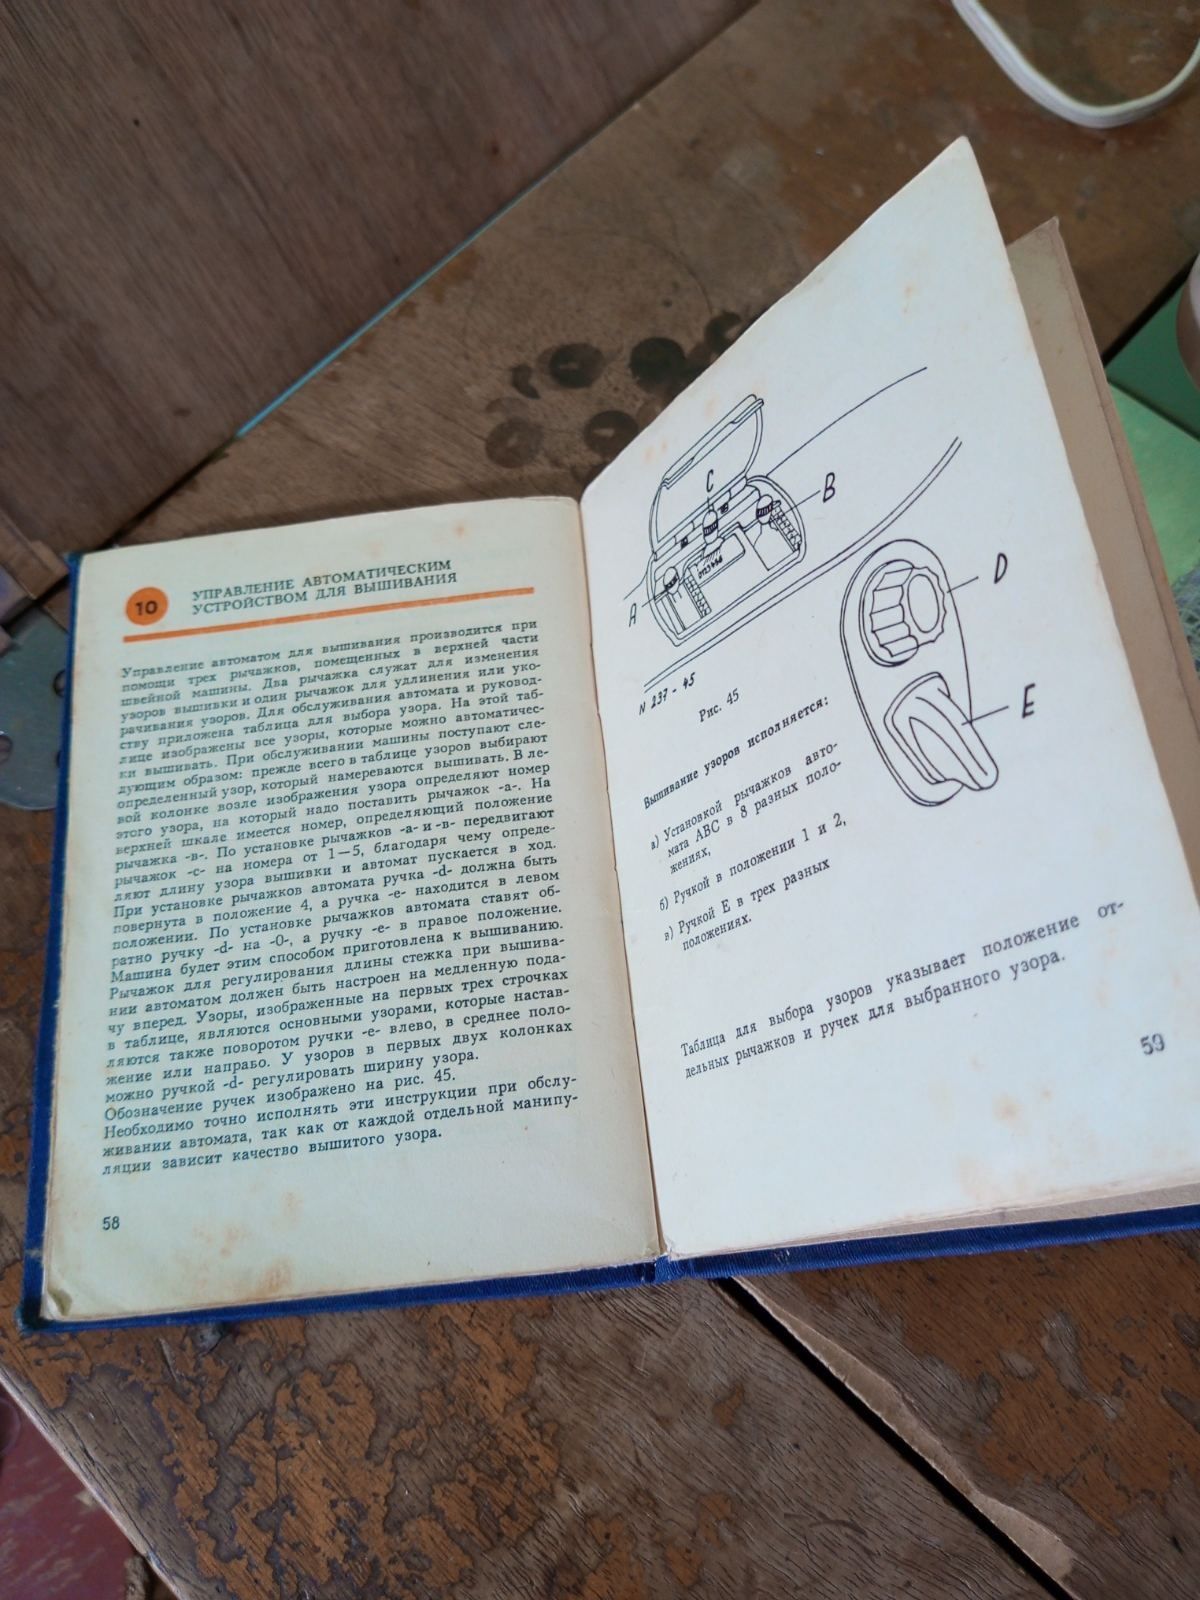 10
УПРАВЛЕНИЕ АВТОМАТИЧЕСКИМ
УСТРОЙСТВОМ ДЛЯ ВЫШИВАНИЯ
Управление автоматом для вышивания производится при
помощи трех рычажков, помещенных в верхней части
швейной машины. Два рычажка служат для изменения
узоров вышивки и один рычажок для удлинения или уко-
рачивания узоров. Для обслуживания автомата и руковод-
ству приложена таблица для выбора узора. На этой таб-
лице изображены все узоры, которые можно автоматичес-
ки вышивать. При обслуживании машины поступают сле-
дующим образом: прежде всего в таблице узоров выбирают
определенный узор, который намереваются вышивать. В ле-
вой колонке возле изображения узора определяют номер
этого узора, на который надо поставить рычажок -а-. На
верхней шкале имеется номер, определяющий положение
рычажка -в-. По установке рычажков -а- и -в- передвигают
рычажок -с- на номера от 1—5, благодаря чему опреде-
ляют длину узора вышивки и автомат пускается в ход.
При установке рычажков автомата ручка -d- должна быть
повернута в положение 4, а ручка -е- находится в левом
положении. По установке рычажков автомата ставят об-
ратно ручку -d- на -0-, а ручку -е- в правое положение.
Машина будет этим способом приготовлена к вышиванию.
Рычажок для регулирования длины стежка при вышива-
нии автоматом должен быть настроен на медленную пода-
чу вперед. Узоры, изображенные на первых трех строчках
в таблице, являются основными узорами, которые настав-
ляются также поворотом ручки -е- влево, в среднее поло-
жение или напрабо. У узоров в первых двух колонках
можно ручкой -d- регулировать ширину узора.
Обозначение ручек изображено на рис. 45.
Необходимо точно исполнять эти инструкции при обслу-
живании автомата, так как от каждой отдельной манипу-
ляции зависит качество вышитого узора.
58
C
B
A
D
E
N 237 - 45
Рис. 45
Вышивание узоров исполняется:
а) Установкой рычажков авто-
мата АВС в 8 разных поло-
жениях,
б) Ручкой в положении 1 и 2,
в) Ручкой Е в трех разных
положениях.
Таблица для выбора узоров указывает положение от-
дельных рычажков и ручек для выбранного узора.
59